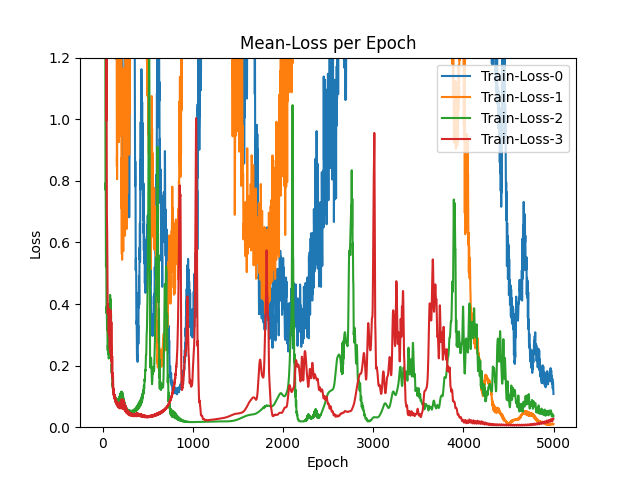 Mean-Loss per Epoch
1.2
1.0
0.8
0.6
0.4
0.2
0.0
Loss
Train-Loss-0
Train-Loss-1
Train-Loss-2
Train-Loss-3
0 1000 2000 3000 4000 5000
Epoch